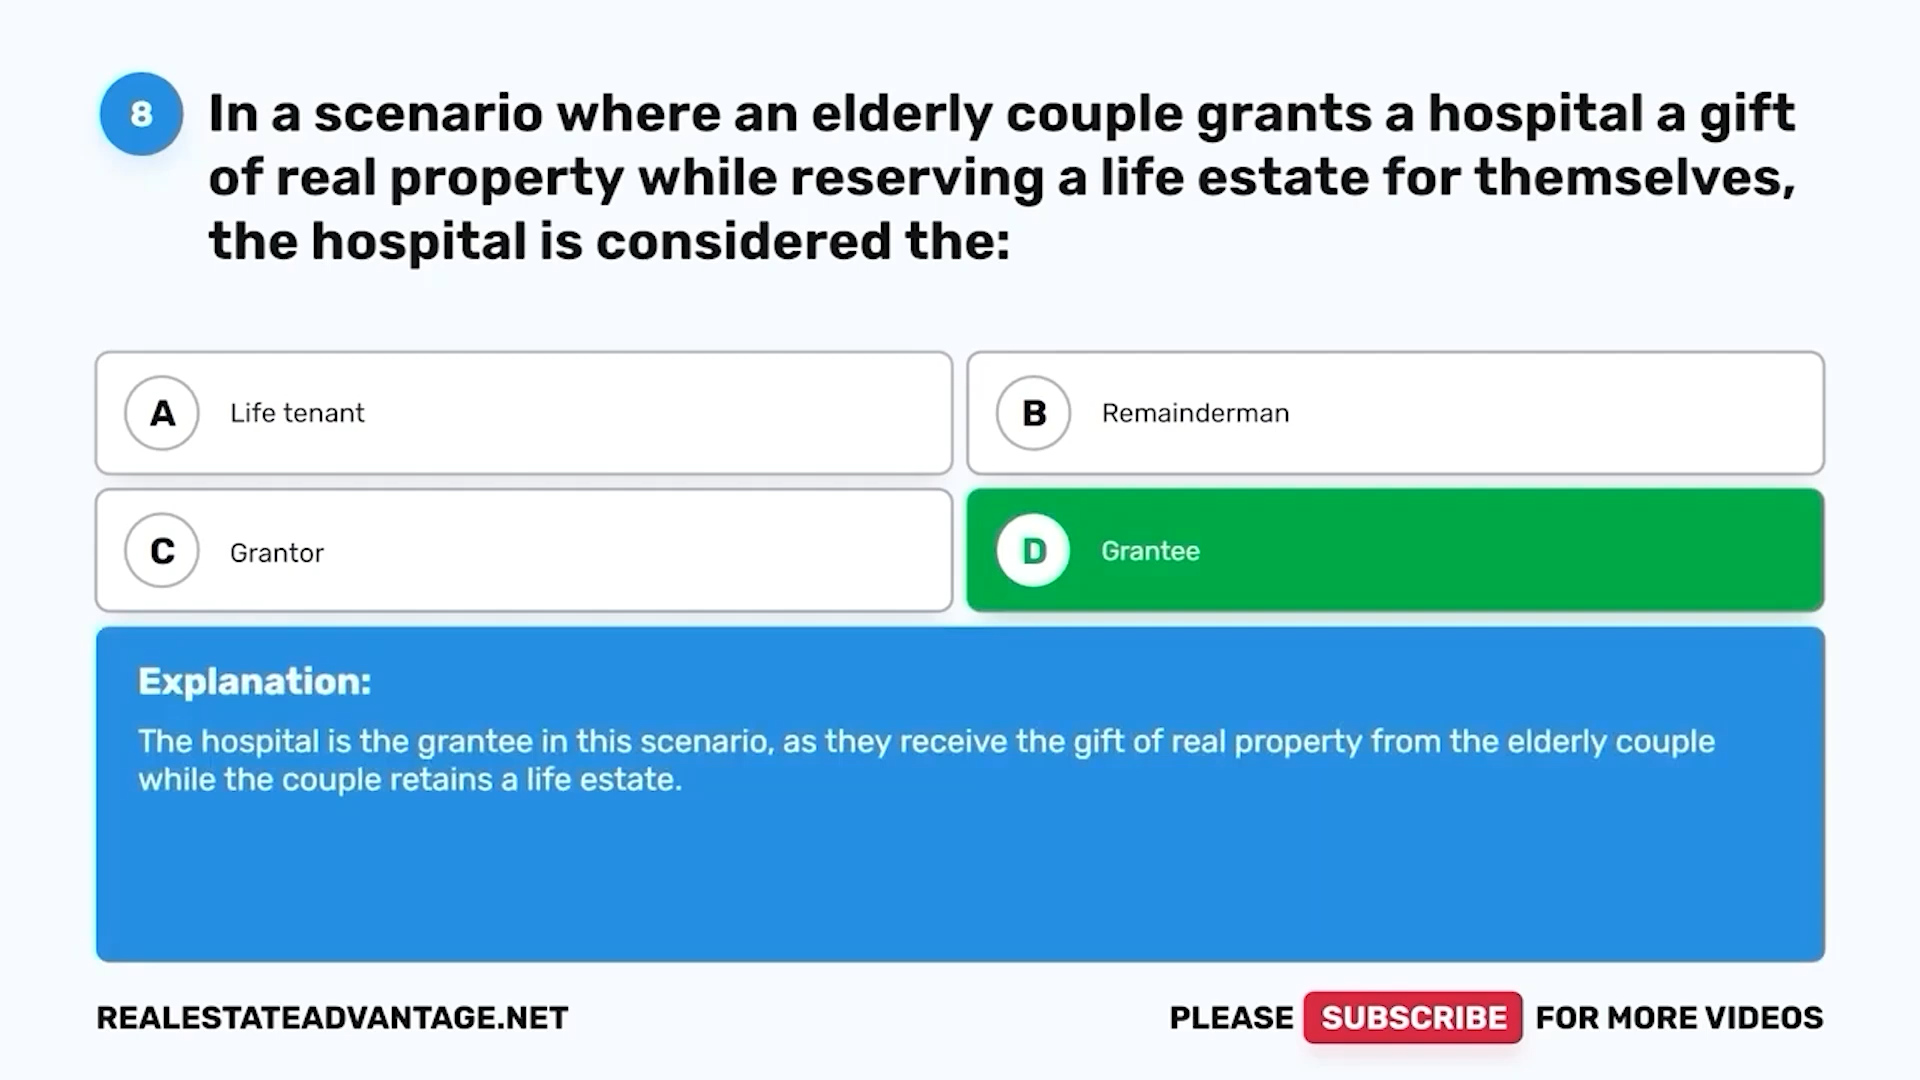 8
In a scenario where an elderly couple grants a hospital a gift
of real property while reserving a life estate for themselves,
the hospital is considered the:
A Life tenant
B Remainderman
C Grantor
D Grantee
Explanation:
The hospital is the grantee in this scenario, as they receive the gift of real property from the elderly couple
while the couple retains a life estate.
REALESTATEADVANTAGE.NET
PLEASE SUBSCRIBE FOR MORE VIDEOS